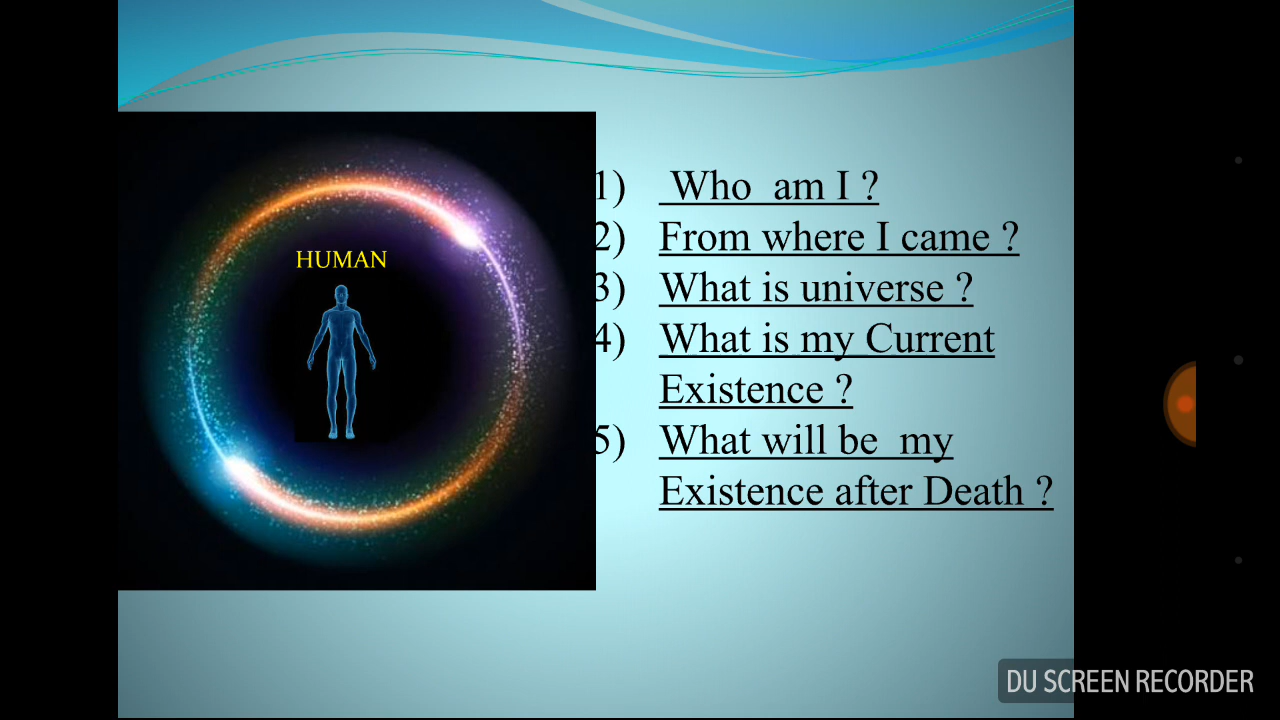 HUMAN
1) Who am I ?
2) From where I came ?
3) What is universe ?
4) What is my Current
Existence ?
5) What will be my
Existence after Death ?
DU SCREEN RECORDER